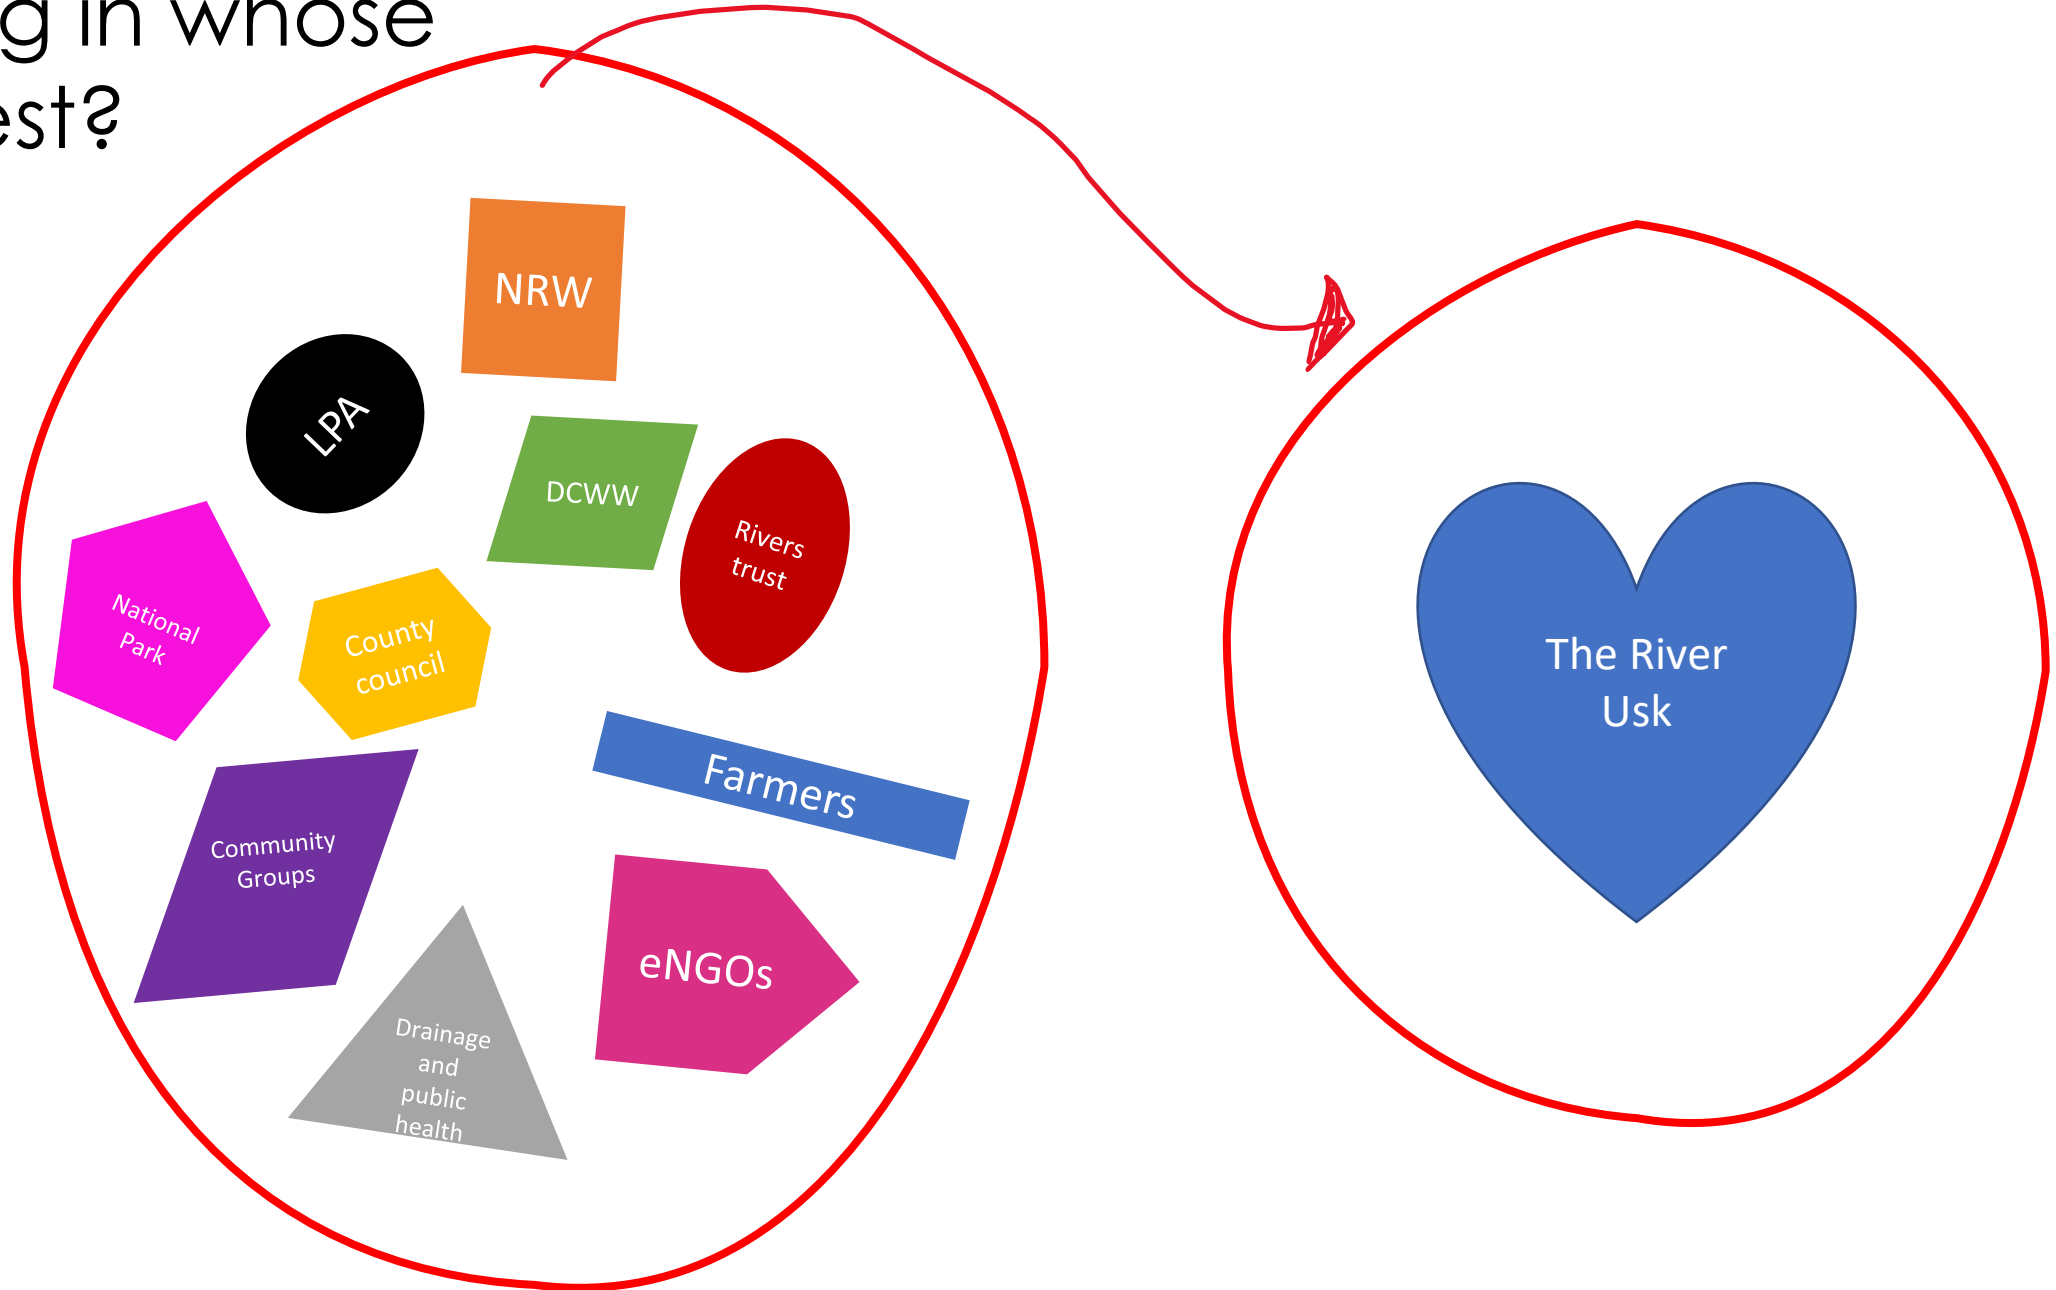 g in whose
est?
NRW
LPA
DCWW
Rivers
trust
National
Park
County
council
The River
Usk
Farmers
Community
Groups
eNGOs
Drainage
and
public
health